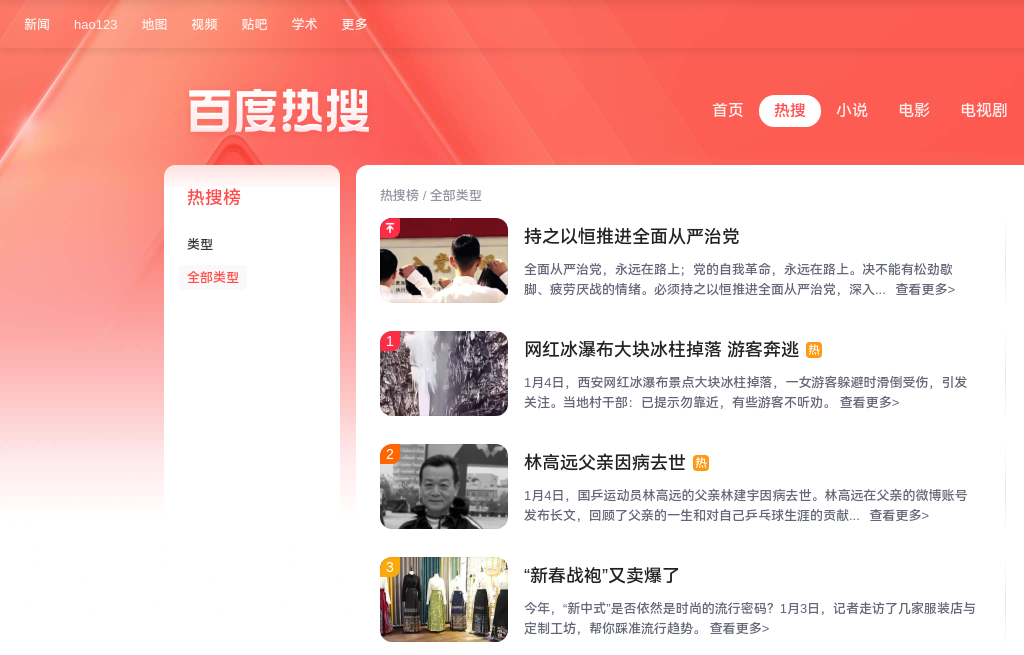 新闻 hao123 地图 视频 贴吧 学术 更多
百度热搜
首页 热搜 小说 电影 电视剧
热搜榜
类型
全部类型
热搜榜 / 全部类型
持之以恒推进全面从严治党
全面从严治党，永远在路上；党的自我革命，永远在路上。决不能有松劲歇
脚、疲劳厌战的情绪。必须持之以恒推进全面从严治党，深入... 查看更多>
1
网红冰瀑布大块冰柱掉落 游客奔逃 热
1月4日，西安网红冰瀑布景点大块冰柱掉落，一女游客躲避时滑倒受伤，引发
关注。当地村干部：已提示勿靠近，有些游客不听劝。 查看更多>
2
林高远父亲因病去世 热
1月4日，国乒运动员林高远的父亲林建宇因病去世。林高远在父亲的微博账号
发布长文，回顾了父亲的一生和对自己乒乓球生涯的贡献... 查看更多>
3
“新春战袍”又卖爆了
今年，“新中式”是否依然是时尚的流行密码？1月3日，记者走访了几家服装店与
定制工坊，帮你踩准流行趋势。 查看更多>